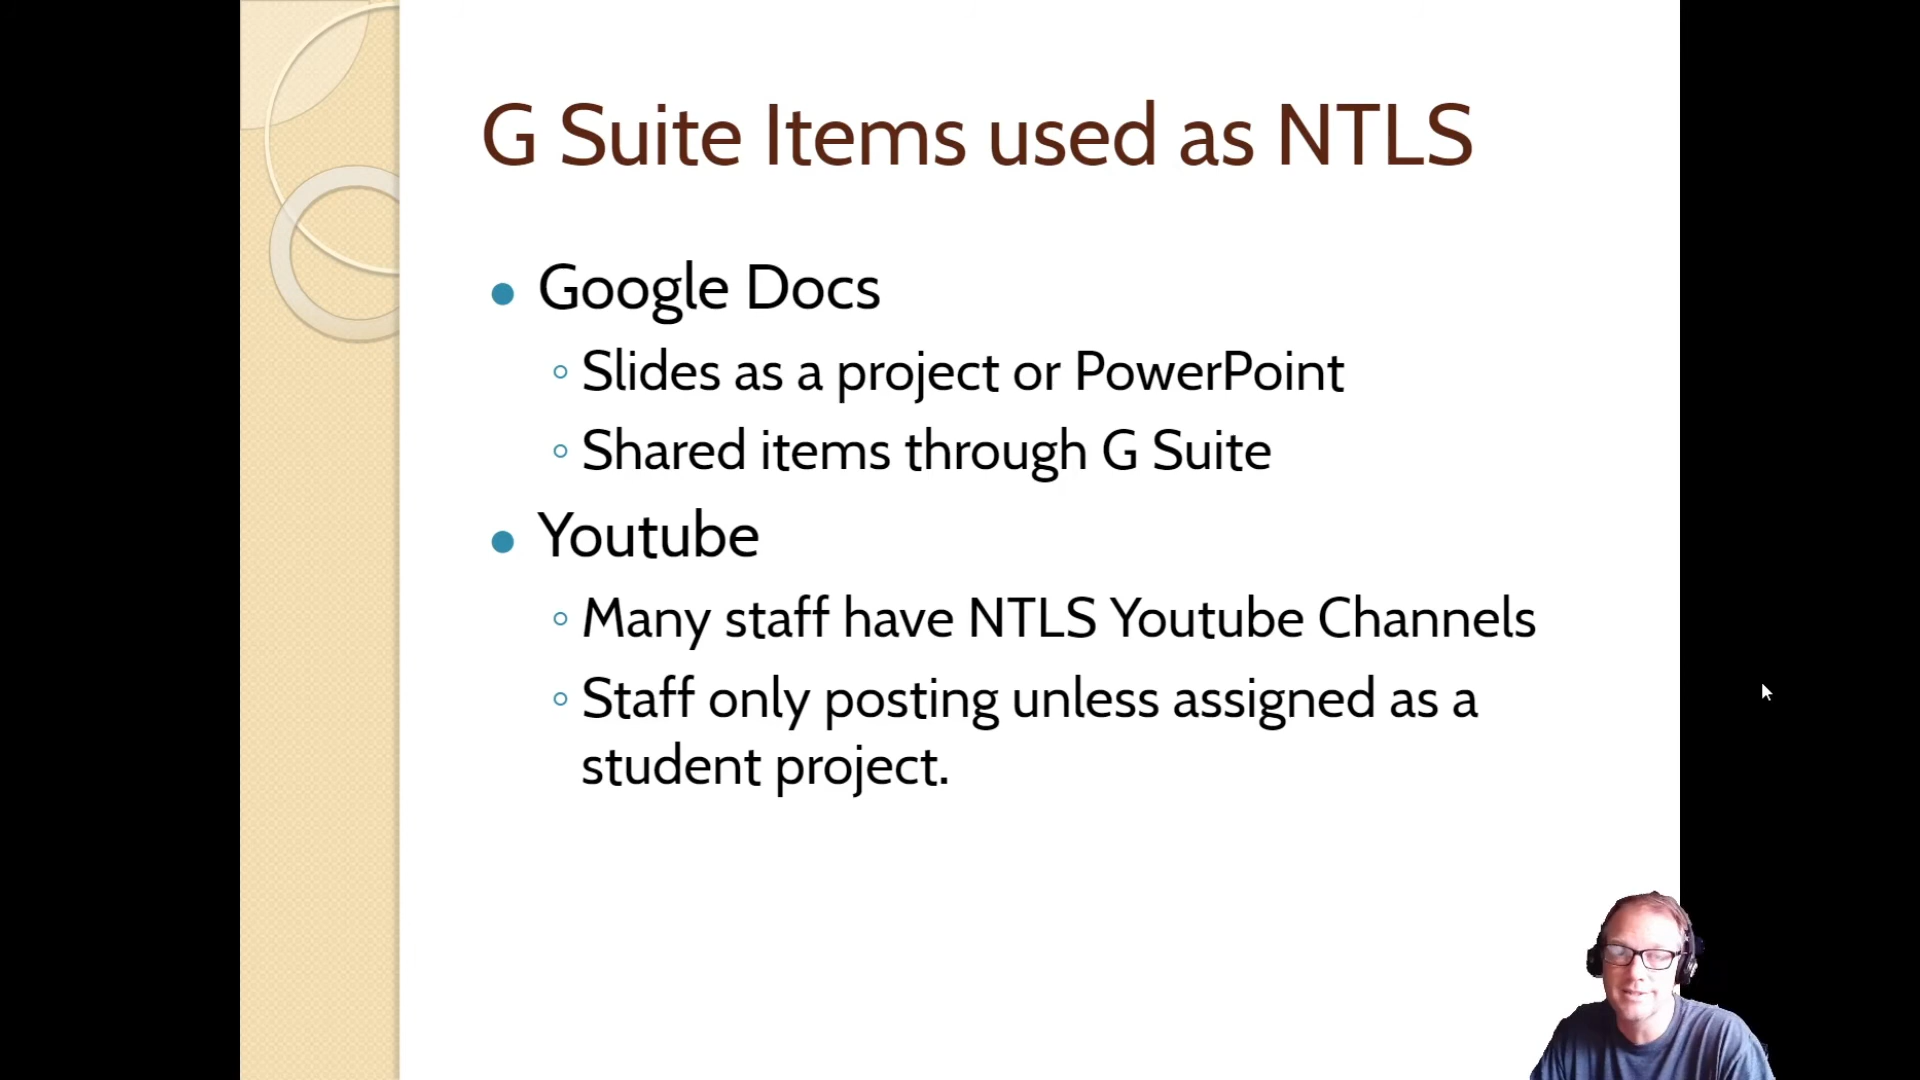 G Suite Items used as NTLS
Google Docs
Slides as a project or PowerPoint
Shared items through G Suite
Youtube
Many staff have NTLS Youtube Channels
Staff only posting unless assigned as a
student project.